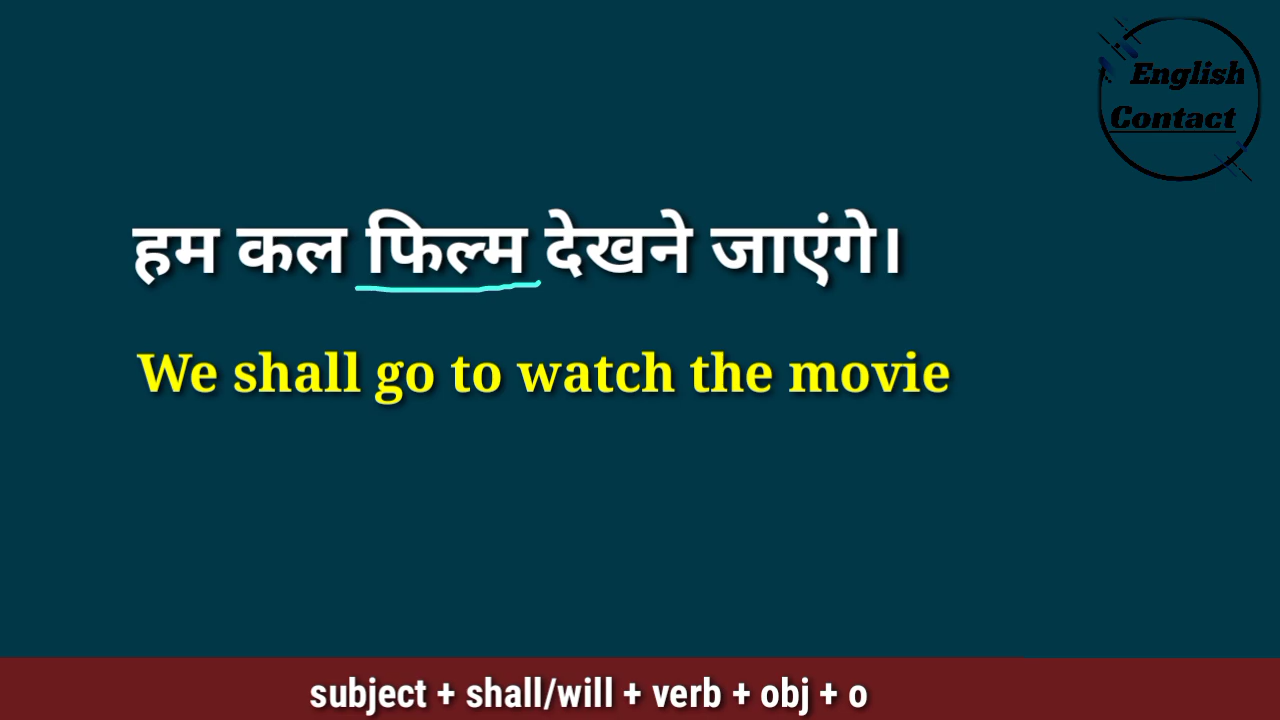 English
Contact
हम कल फिल्म देखने जाएंगे।
We shall go to watch the movie
subject + shall/will + verb + obj + o